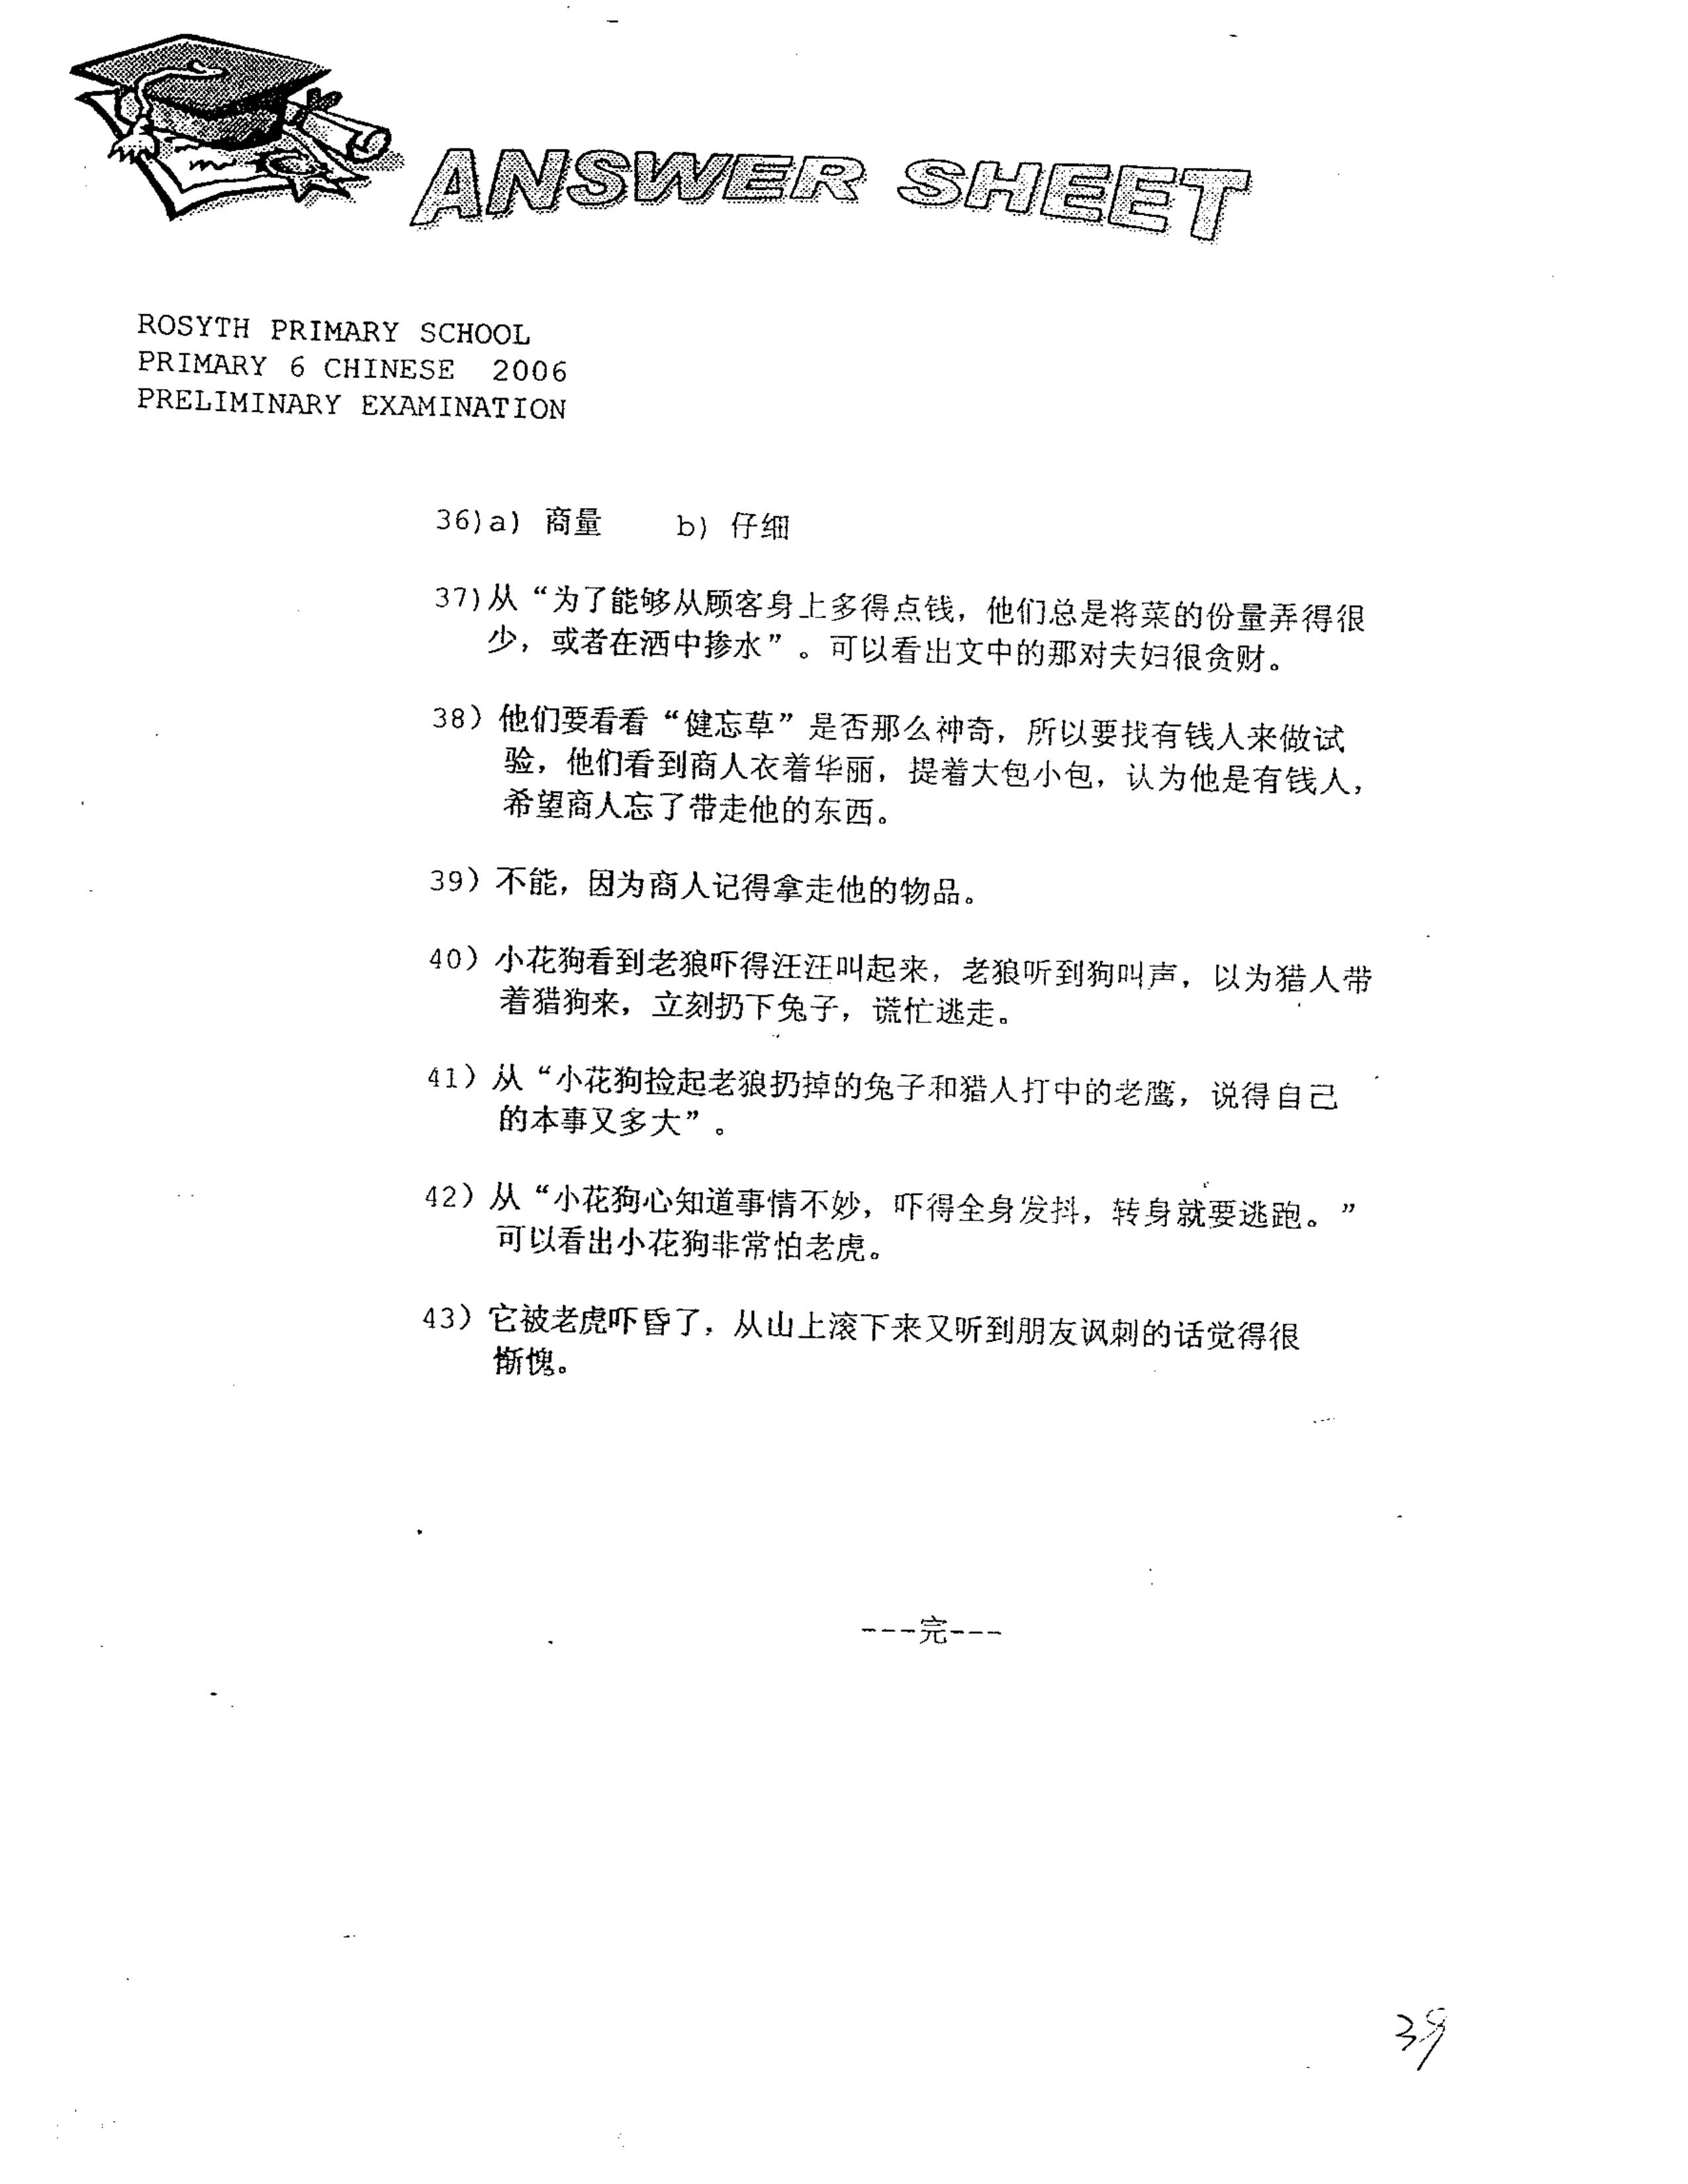 ANSWER SHEET
ROSYTH PRIMARY SCHOOL
PRIMARY 6 CHINESE 2006
PRELIMINARY EXAMINATION
36)a) 商量 b) 仔细
37)从“为了能够从顾客身上多得点钱，他们总是将菜的份量弄得很
少，或者在洒中掺水”。可以看出文中的那对夫妇很贪财。
38）他们要看看“健忘草”是否那么神奇，所以要找有钱人来做试
验，他们看到商人衣着华丽，提着大包小包，认为他是有钱人，
希望商人忘了带走他的东西。
39）不能，因为商人记得拿走他的物品。
40）小花狗看到老狼吓得汪汪叫起来，老狼听到狗叫声，以为猎人带
着猎狗来，立刻扔下兔子，谎忙逃走。
41）从“小花狗捡起老狼扔掉的兔子和猎人打中的老鹰，说得自己
的本事又多大”。
42）从“小花狗心知道事情不妙，吓得全身发抖，转身就要逃跑。”
可以看出小花狗非常怕老虎。
43）它被老虎吓昏了，从山上滚下来又听到朋友讽刺的话觉得很
惭愧。
---完---
39